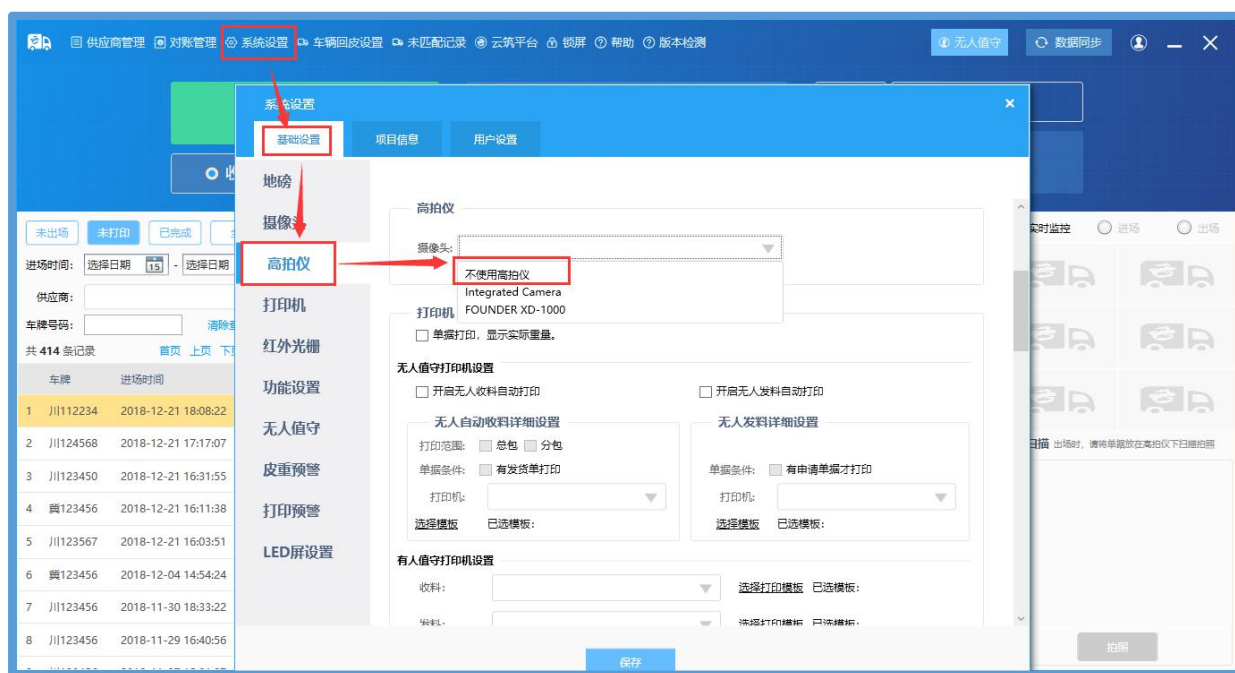 供应商管理 对账管理 系统设置 车辆回皮设置 未匹配记录 云筑平台 锁屏 帮助 版本检测 无人值守 数据同步
系统设置
基础设置 项目信息 用户设置
地磅
摄像头
高拍仪
打印机
红外光栅
功能设置
无人值守
皮重预警
打印预警
LED屏设置
高拍仪
摄像头:
不使用高拍仪
Integrated Camera
FOUNDER XD-1000
打印机
单据打印，显示实际重量。
无人值守打印机设置
开启无人收料自动打印 开启无人发料自动打印
无人自动收料详细设置 无人发料详细设置
打印范围: 总包 分包
单据条件: 有发货单打印 单据条件: 有申请单据才打印
打印机: 打印机:
选择模板 已选模板: 选择模板 已选模板:
有人值守打印机设置
收料: 选择打印模板 已选模板:
发料: 选择打印模板 已选模板:
保存
未出场 未打印 已完成
进场时间: 选择日期 15 - 选择日期
供应商:
车牌号码: 清除
共 414 条记录 首页 上页
车牌 进场时间
1 川112234 2018-12-21 18:08:22
2 川124568 2018-12-21 17:17:07
3 川123450 2018-12-21 16:31:55
4 冀123456 2018-12-21 16:11:38
5 川123567 2018-12-21 16:03:51
6 冀123456 2018-12-04 14:54:24
7 川123456 2018-11-30 18:33:22
8 川123456 2018-11-29 16:40:56
实时监控 进场 出场
扫描 出场时，请将单据放在高拍仪下扫描拍照
拍照